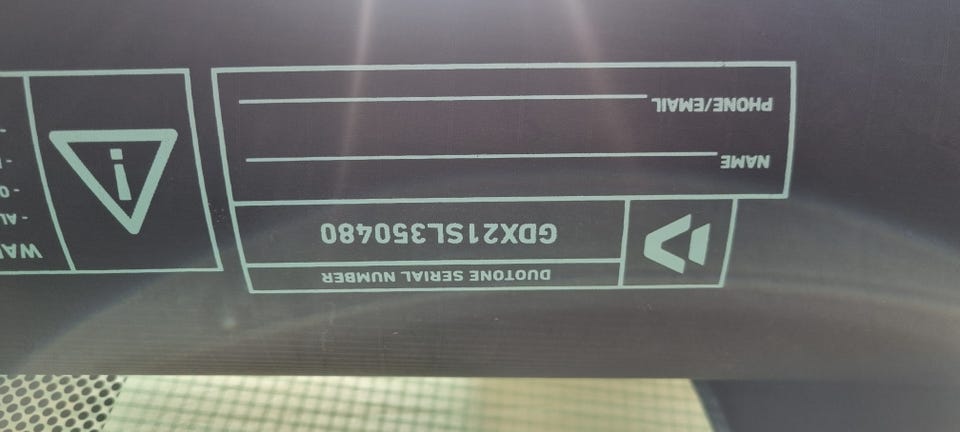 DUOTONE SERIAL NUMBER
GDX21SL350480
NAME
PHONE/EMAIL